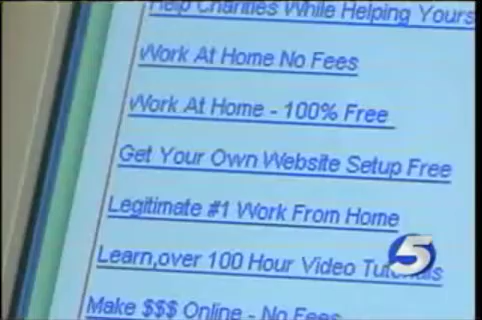 Help Charities While Helping Yours
Work At Home No Fees
Work At Home - 100% Free
Get Your Own Website Setup Free
Legitimate #1 Work From Home
Learn,over 100 Hour Video Tutorials
5
Make $$$ Online - No Fees